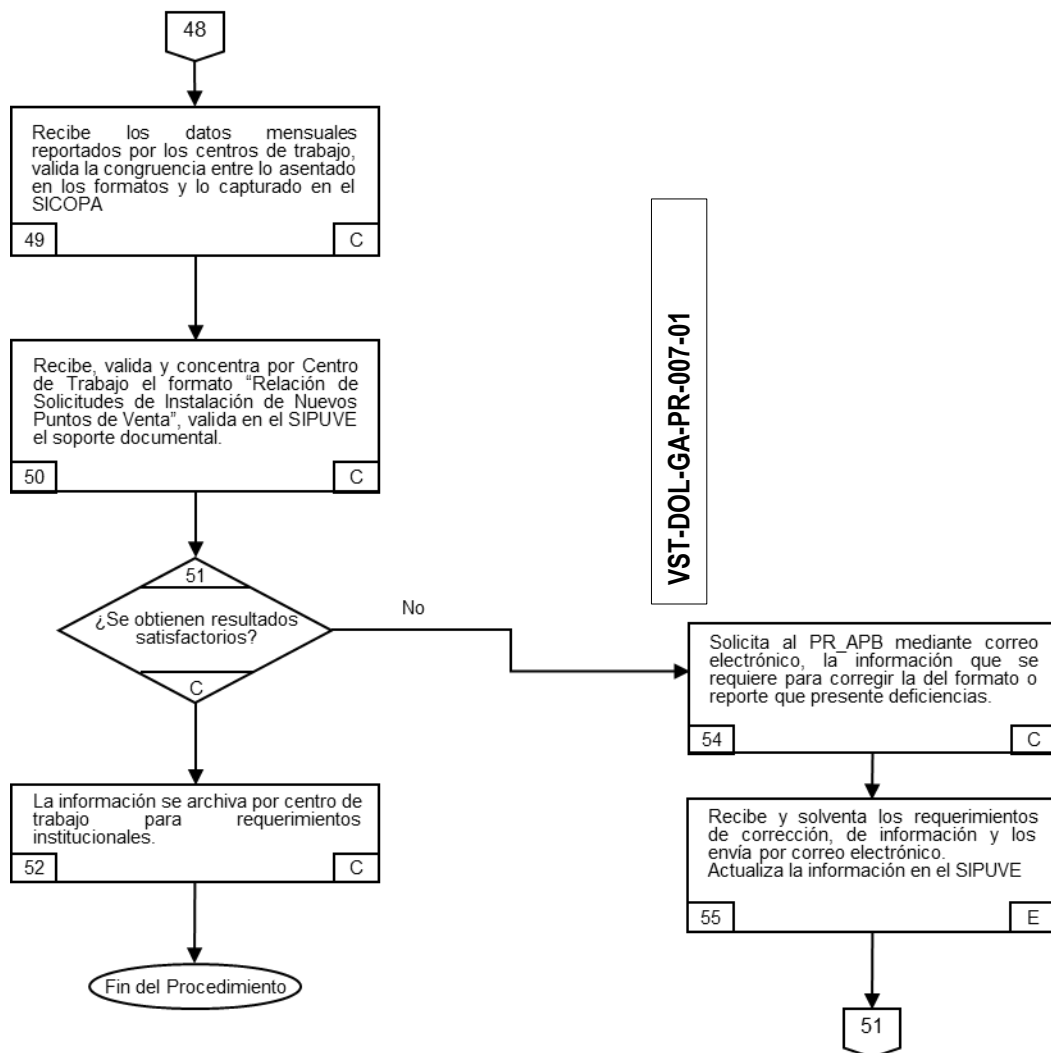 48
Recibe los datos mensuales
reportados por los centros de trabajo,
valida la congruencia entre lo asentado
en los formatos y lo capturado en el
SICOPA
49
C
Recibe, valida y concentra por Centro
de Trabajo el formato “Relación de
Solicitudes de Instalación de Nuevos
Puntos de Venta”, valida en el SIPUVE
el soporte documental.
50
C
51
¿Se obtienen resultados
satisfactorios?
C
No
La información se archiva por centro de
trabajo para requerimientos
institucionales.
52
C
Fin del Procedimiento
VST-DOL-GA-PR-007-01
Solicita al PR_APB mediante correo
electrónico, la información que se
requiere para corregir la del formato o
reporte que presente deficiencias.
54
C
Recibe y solventa los requerimientos
de corrección, de información y los
envía por correo electrónico.
Actualiza la información en el SIPUVE
55
E
51